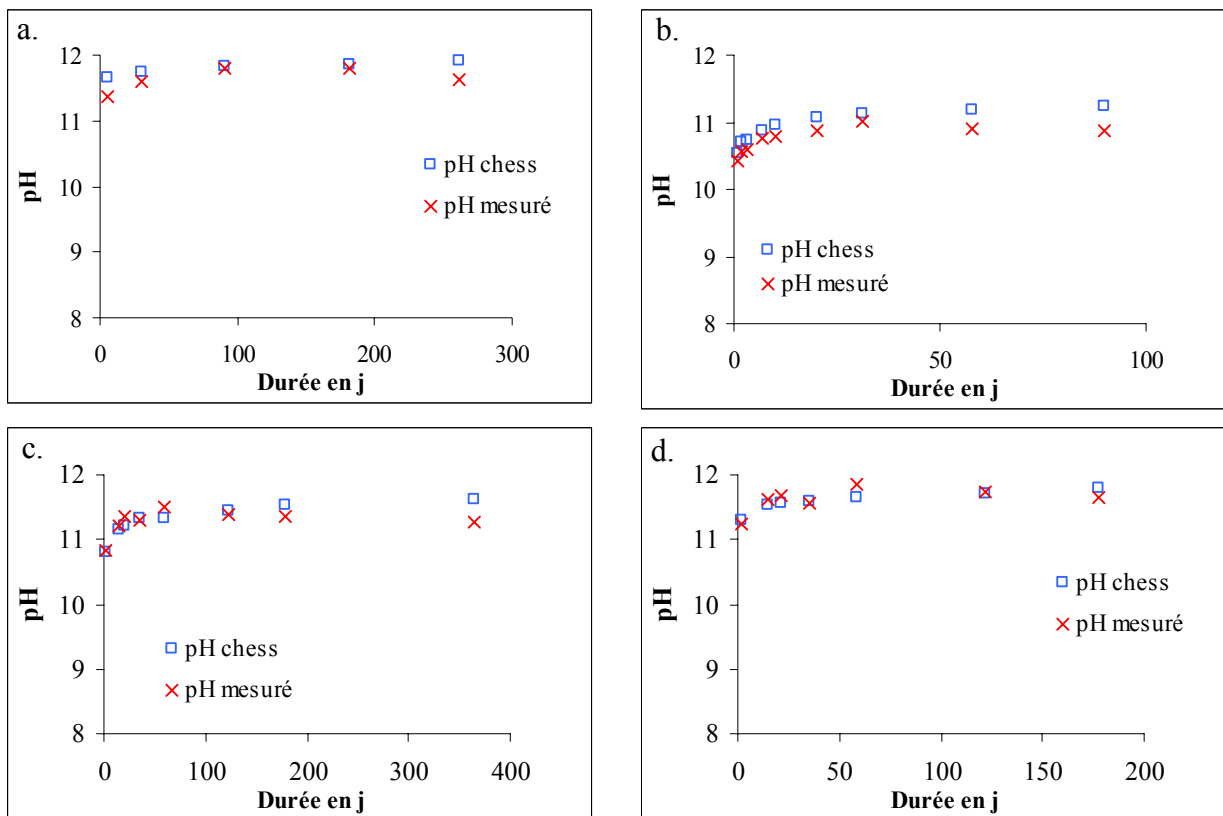 a.
12
11
10
9
8
pH
pH chess
pH mesuré
0 100 200 300
Durée en j
b.
12
11
10
9
8
pH
pH chess
pH mesuré
0 50 100
Durée en j
c.
12
11
10
9
8
pH
pH chess
pH mesuré
0 100 200 300 400
Durée en j
d.
12
11
10
9
8
pH
pH chess
pH mesuré
0 50 100 150 200
Durée en j